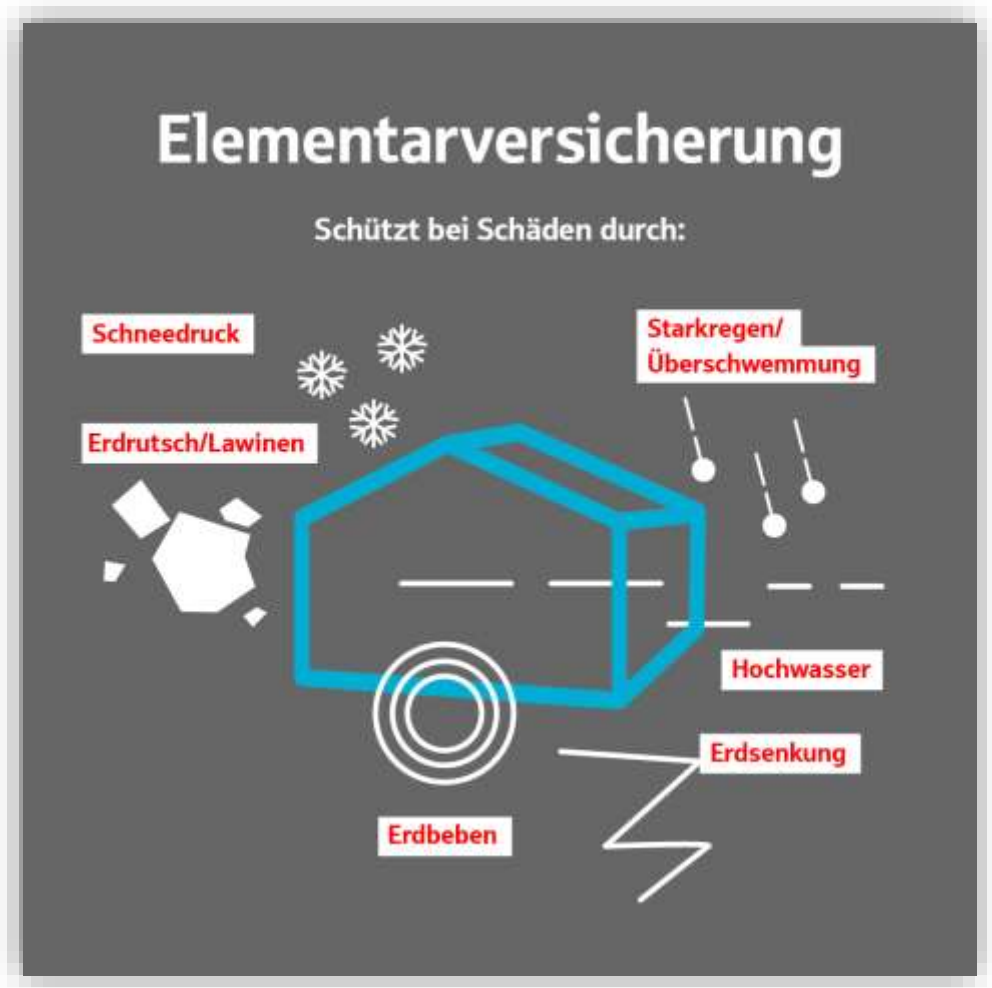 Elementarversicherung
Schützt bei Schäden durch:
Schneedruck
Starkregen/
Überschwemmung
Erdrutsch/Lawinen
Hochwasser
Erdsenkung
Erdbeben